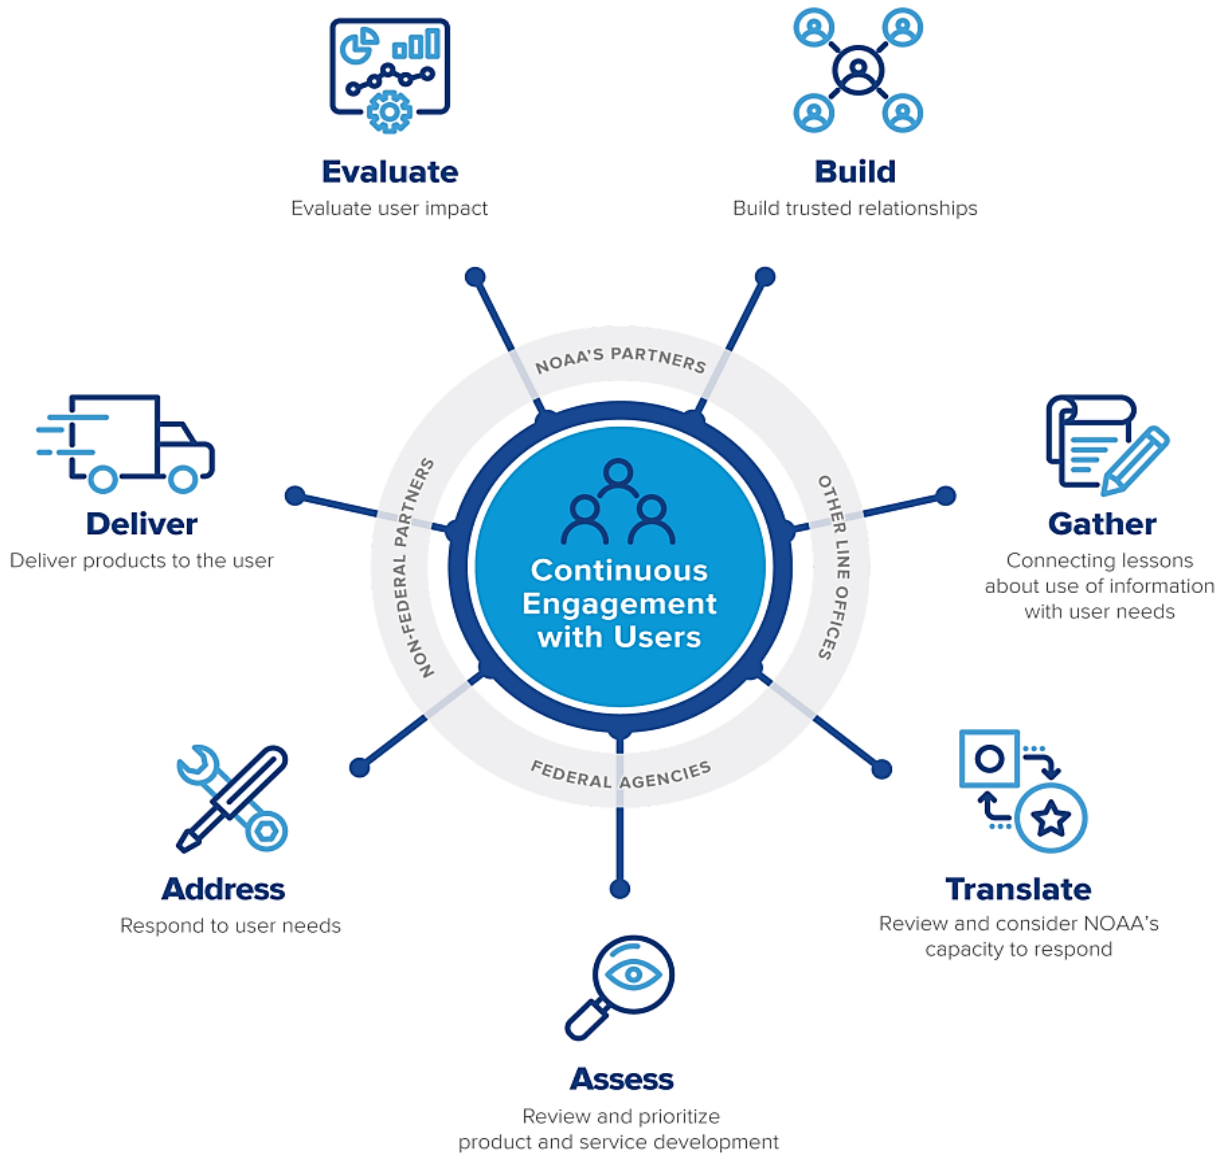 Evaluate
Evaluate user impact
Build
Build trusted relationships
NOAA'S PARTNERS
Deliver
Deliver products to the user
NON-FEDERAL PARTNERS
Continuous
Engagement
with Users
OTHER LINE OFFICES
Gather
Connecting lessons
about use of information
with user needs
FEDERAL AGENCIES
Address
Respond to user needs
Translate
Review and consider NOAA's
capacity to respond
Assess
Review and prioritize
product and service development